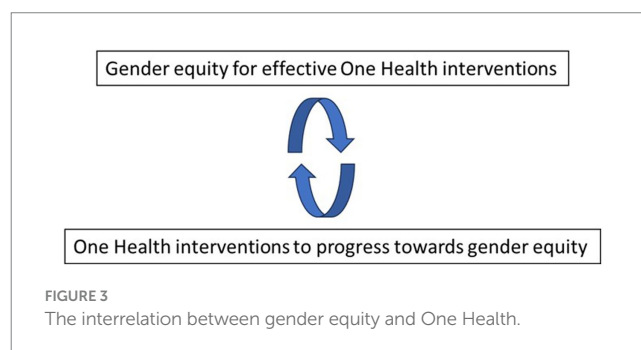 Gender equity for effective One Health interventions
One Health interventions to progress towards gender equity
FIGURE 3
The interrelation between gender equity and One Health.